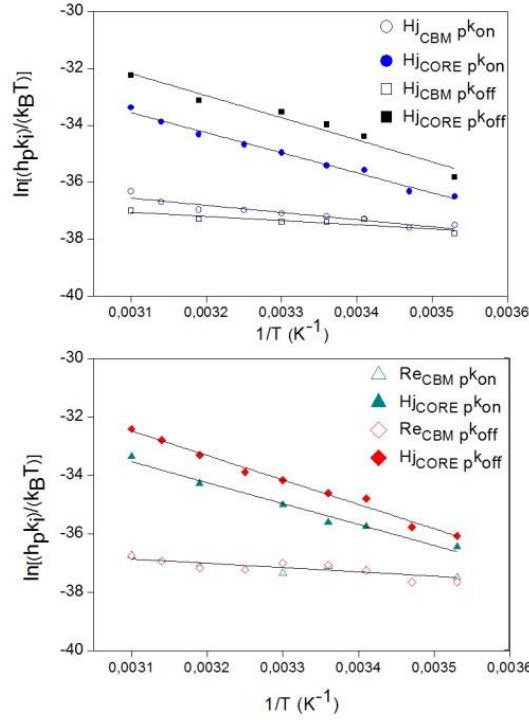 -30
-32
-34
-36
-38
-40
ln[(hpki)/(kBT)]
HjCBM pkon
HjCORE pkon
HjCBM pkoff
HjCORE pkoff
0,0031 0,0032 0,0033 0,0034 0,0035 0,0036
1/T (K-1)
-30
-32
-34
-36
-38
-40
ln[(hpki)/(kBT)]
ReCBM pkon
HjCORE pkon
ReCBM pkoff
HjCORE pkoff
0,0031 0,0032 0,0033 0,0034 0,0035 0,0036
1/T (K-1)